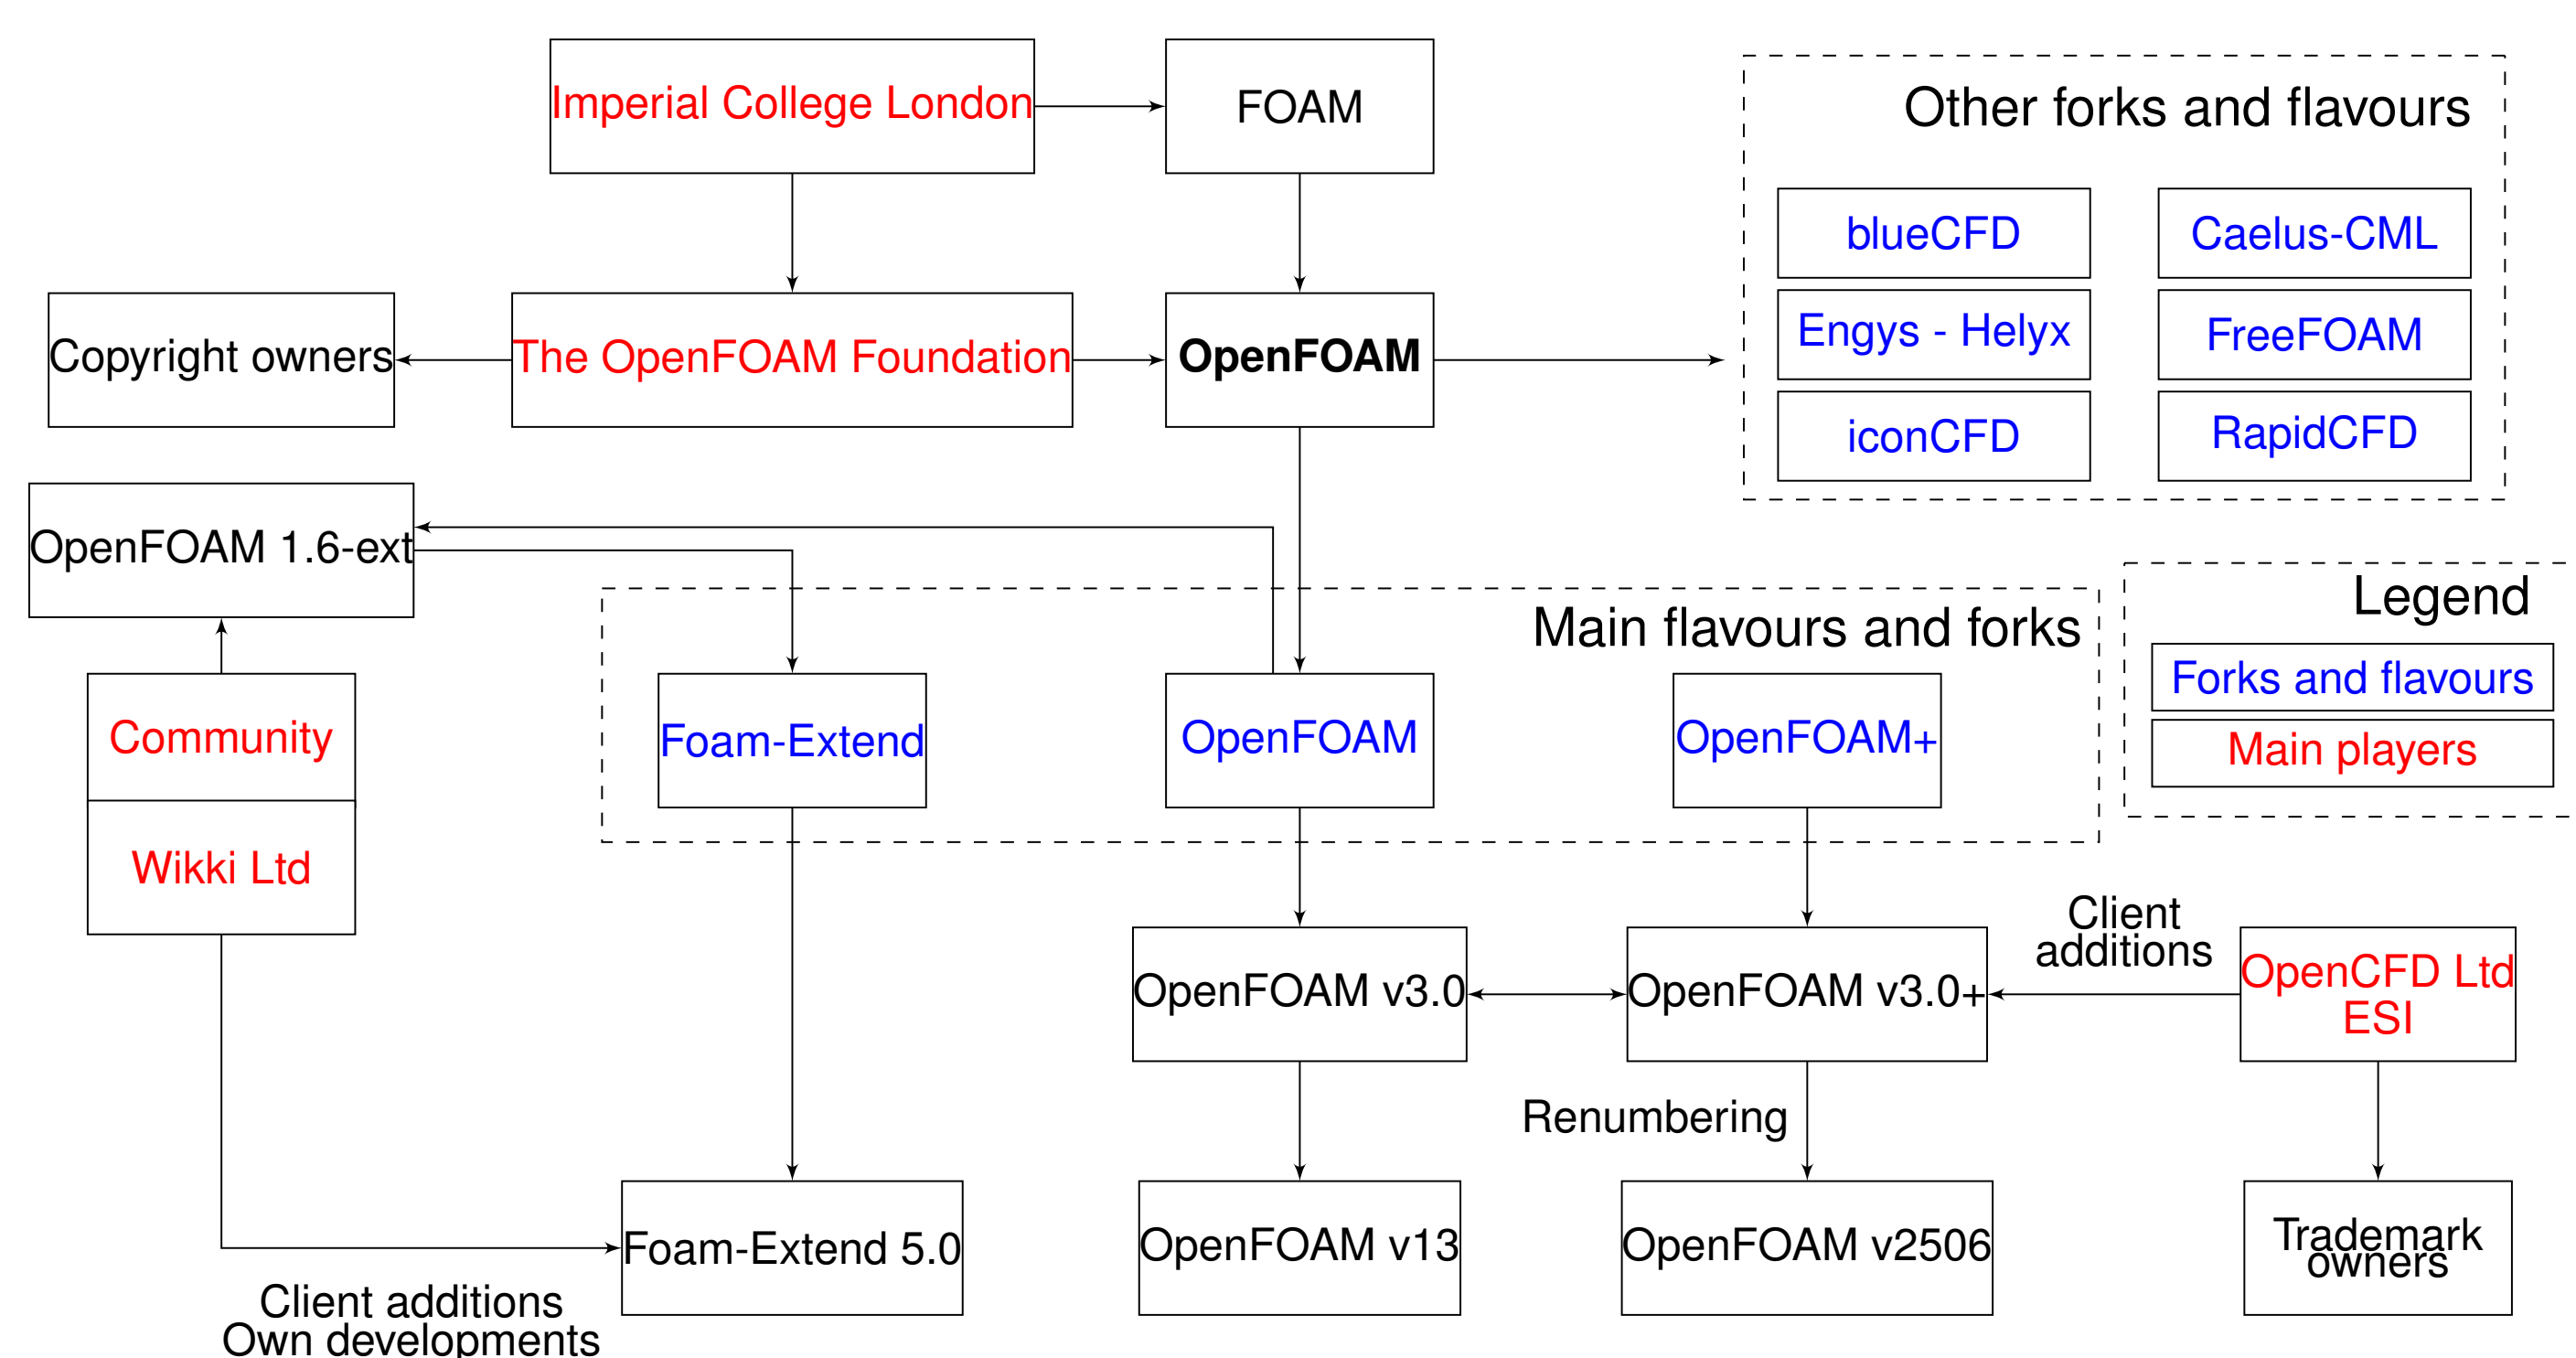 Imperial College London
FOAM
Other forks and flavours
blueCFD
Caelus-CML
Engys - Helyx
FreeFOAM
iconCFD
RapidCFD
Copyright owners
The OpenFOAM Foundation
OpenFOAM
OpenFOAM 1.6-ext
Main flavours and forks
Legend
Forks and flavours
Main players
Community
Foam-Extend
OpenFOAM
OpenFOAM+
Wikki Ltd
Client
additions
OpenFOAM v3.0
OpenFOAM v3.0+
OpenCFD Ltd
ESI
Renumbering
Foam-Extend 5.0
OpenFOAM v13
OpenFOAM v2506
Trademark
owners
Client additions
Own developments